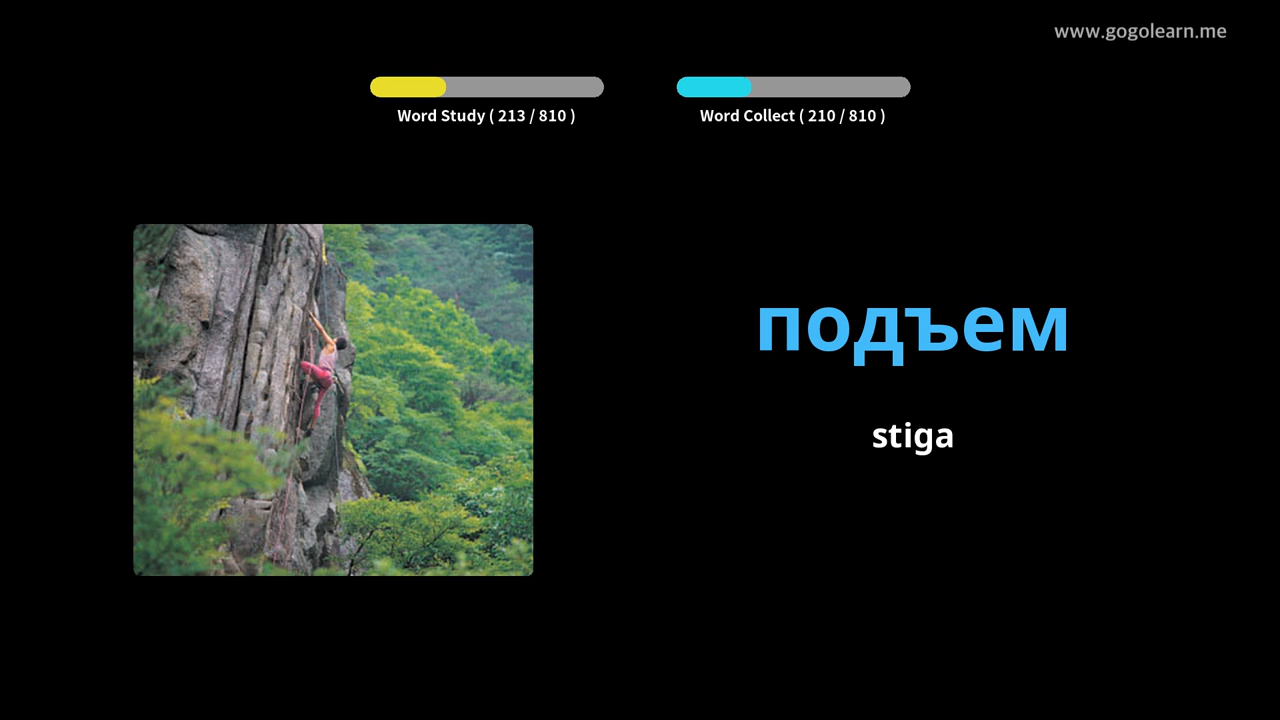 www.gogolearn.me
Word Study ( 213 / 810 )
Word Collect ( 210 / 810 )
подъем
stiga